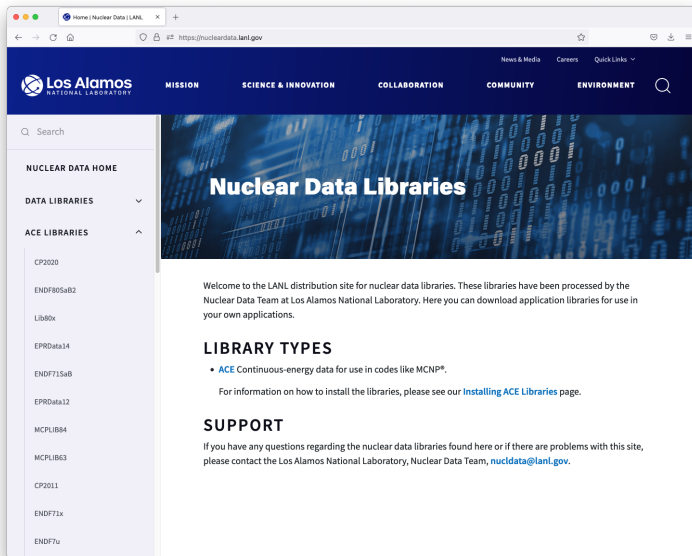 Home | Nuclear Data | LANL
https://nucleardata.lanl.gov
News & Media Careers Quick Links
Los Alamos
NATIONAL LABORATORY
MISSION SCIENCE & INNOVATION COLLABORATION COMMUNITY ENVIRONMENT
Search
NUCLEAR DATA HOME
DATA LIBRARIES
ACE LIBRARIES
CP2020
ENDF80SaB2
Lib80x
EPRData14
ENDF71SaB
EPRData12
MCPLIB84
MCPLIB63
CP2011
ENDF71x
ENDF7u
Nuclear Data Libraries
Welcome to the LANL distribution site for nuclear data libraries. These libraries have been processed by the
Nuclear Data Team at Los Alamos National Laboratory. Here you can download application libraries for use in
your own applications.
LIBRARY TYPES
• ACE Continuous-energy data for use in codes like MCNP®.
For information on how to install the libraries, please see our Installing ACE Libraries page.
SUPPORT
If you have any questions regarding the nuclear data libraries found here or if there are problems with this site,
please contact the Los Alamos National Laboratory, Nuclear Data Team, nucldata@lanl.gov.